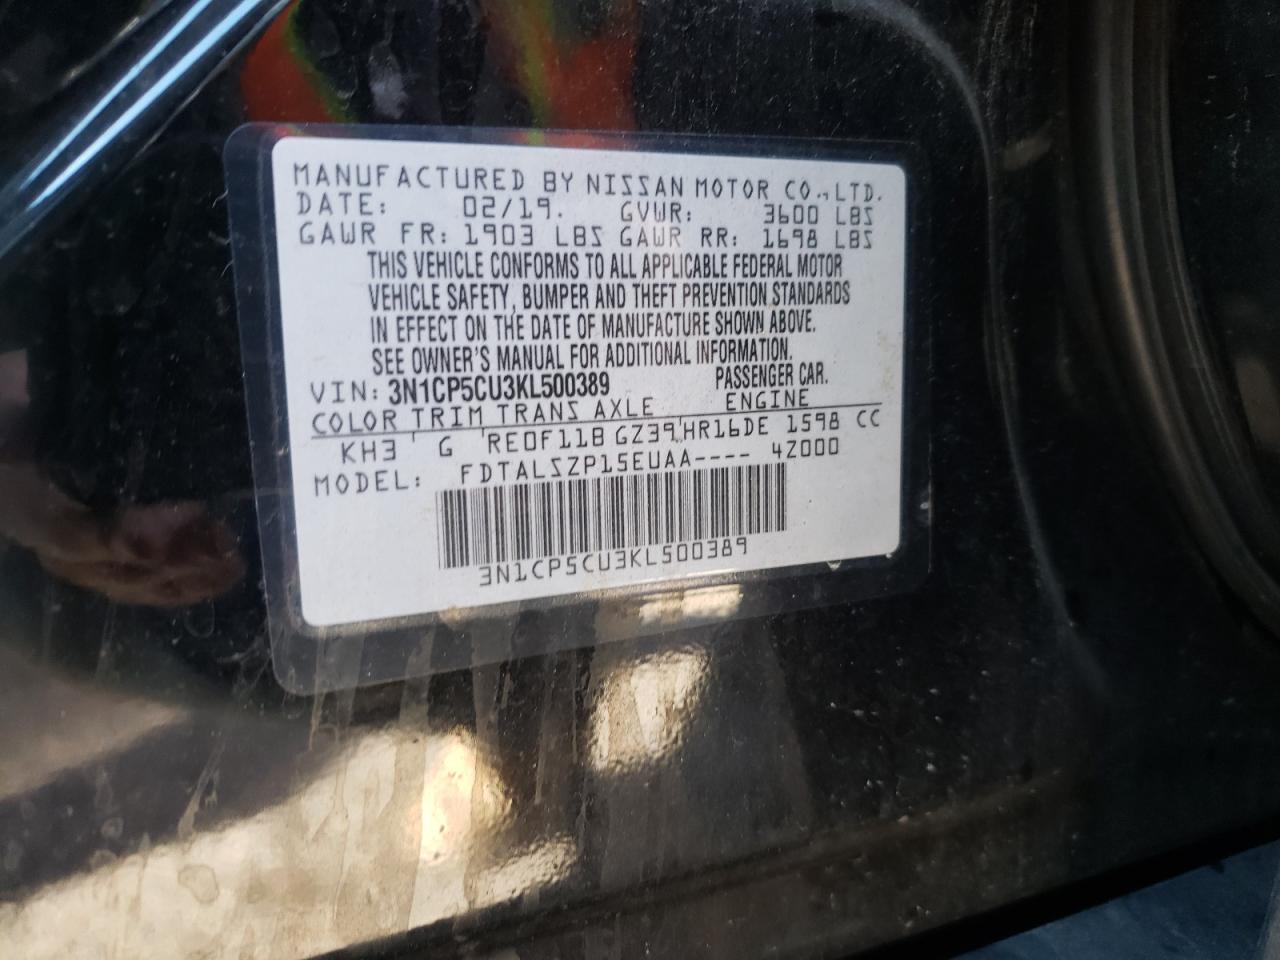 MANUFACTURED BY NISSAN MOTOR CO., LTD.
DATE: 02/19. GVWR: 3600 LBS
GAWR FR: 1903 LBS GAWR RR: 1698 LBS
THIS VEHICLE CONFORMS TO ALL APPLICABLE FEDERAL MOTOR
VEHICLE SAFETY, BUMPER AND THEFT PREVENTION STANDARDS
IN EFFECT ON THE DATE OF MANUFACTURE SHOWN ABOVE.
SEE OWNER'S MANUAL FOR ADDITIONAL INFORMATION.
VIN: 3N1CP5CU3KL500389 PASSENGER CAR.
COLOR TRIM TRANS AXLE ENGINE
KH3 G RE0F11B GZ39 HR16DE 1598 CC
MODEL: FDTALSZP15EUAA---- 4Z000
3N1CP5CU3KL500389